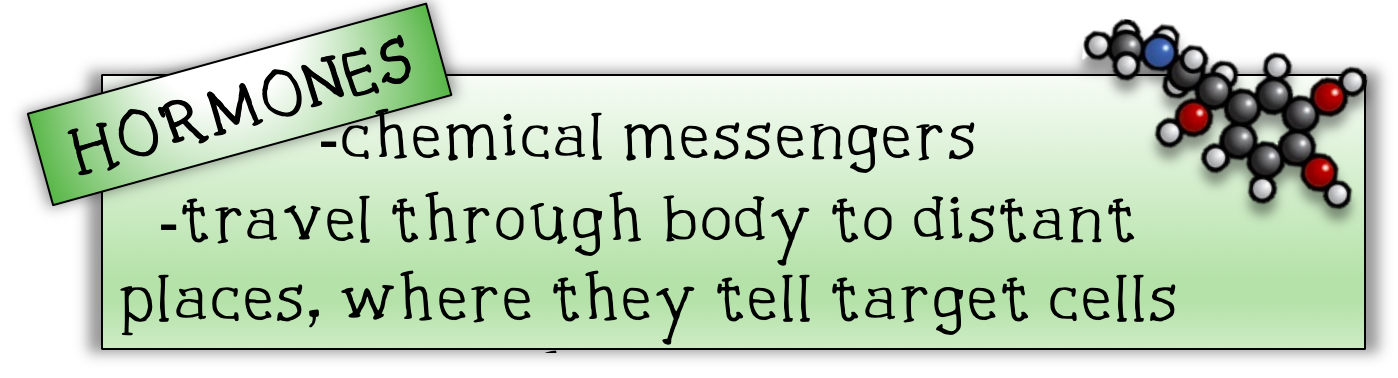 HORMONES
-chemical messengers
-travel through body to distant
places, where they tell target cells